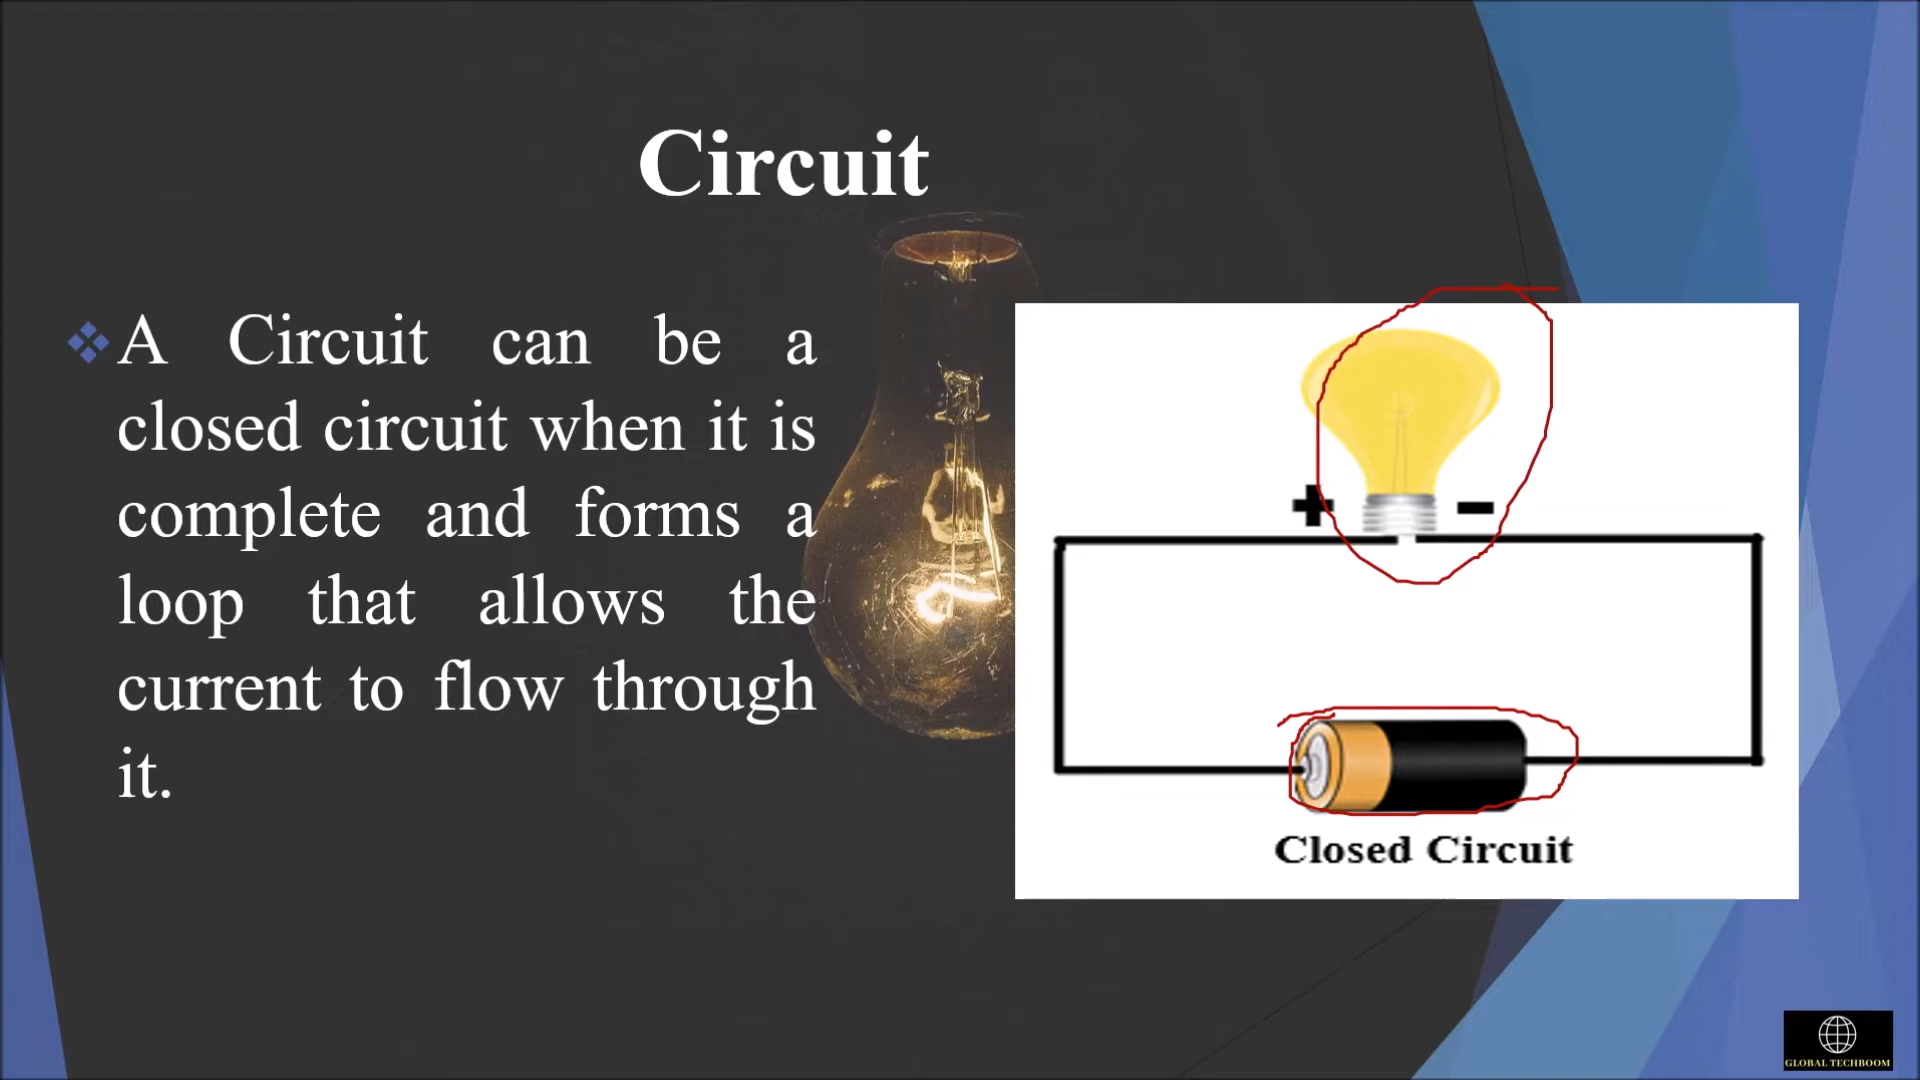 Circuit
A Circuit can be a
closed circuit when it is
complete and forms a
loop that allows the
current to flow through
it.
+ -
Closed Circuit
GLOBAL TECHBOOM